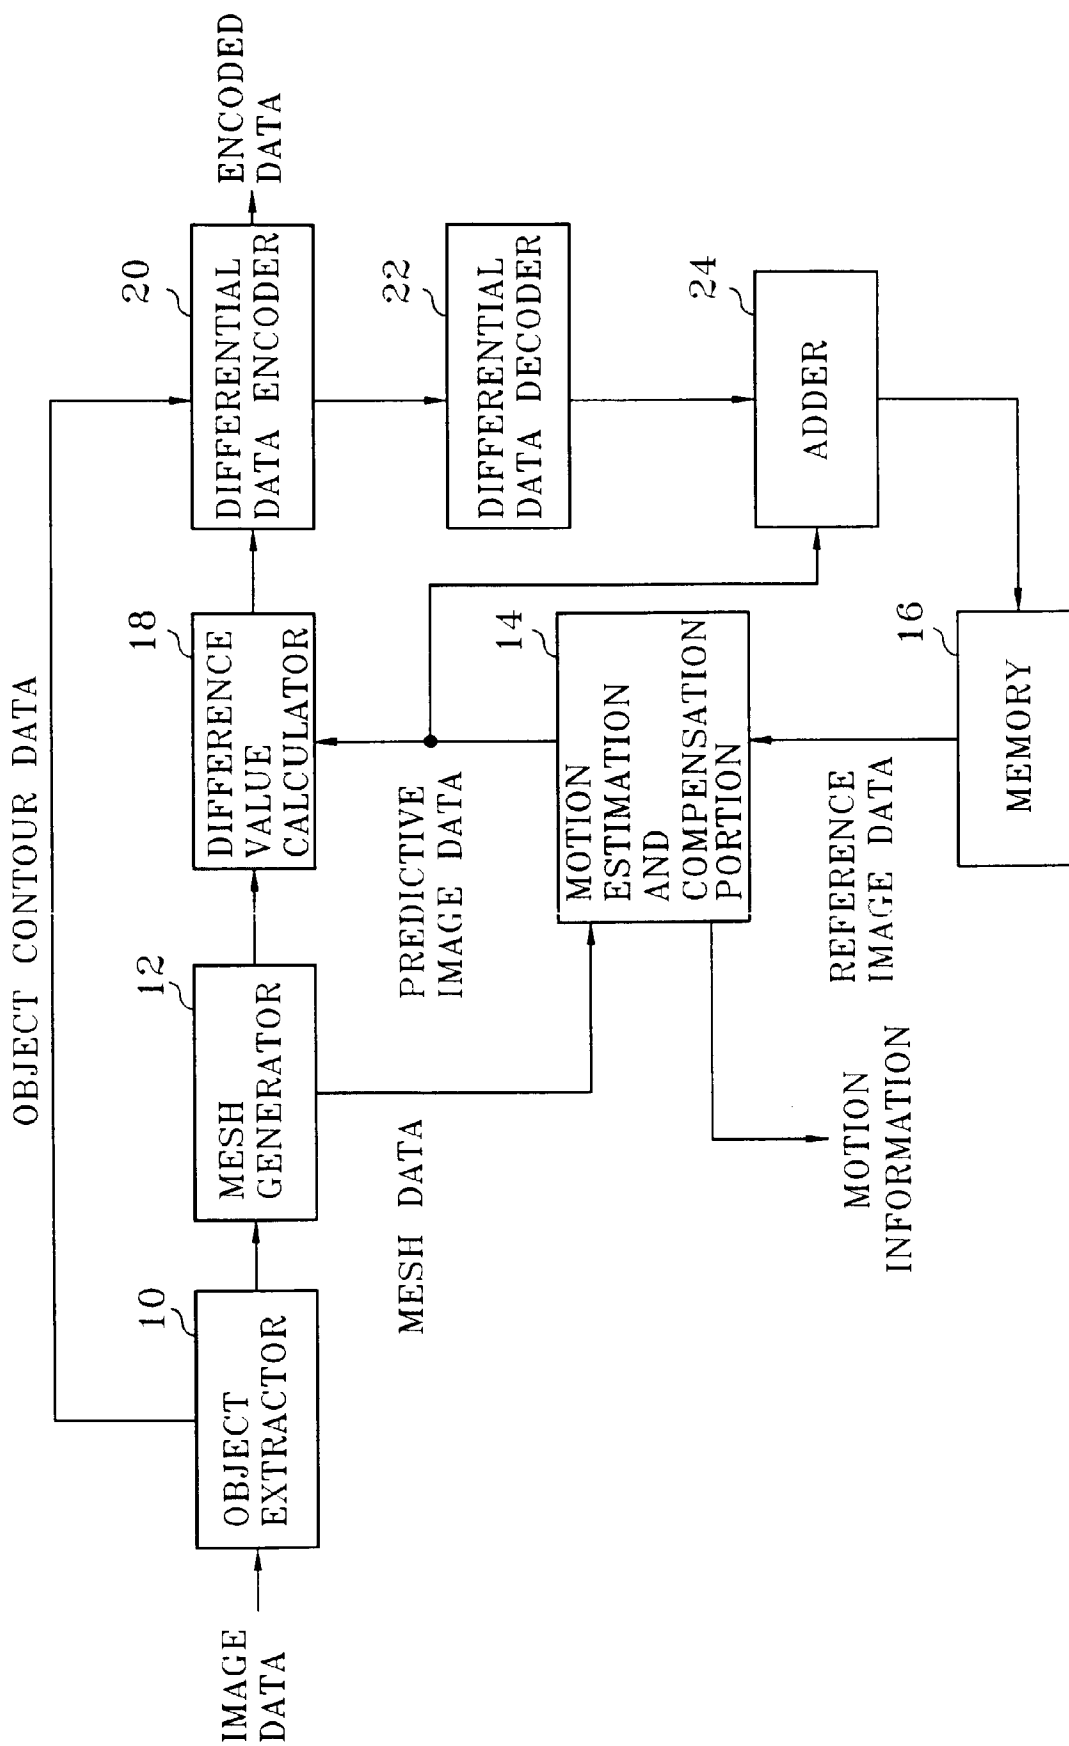 OBJECT CONTOUR DATA
IMAGE
DATA
10
OBJECT
EXTRACTOR
12
MESH
GENERATOR
18
DIFFERENCE
VALUE
CALCULATOR
20
DIFFERENTIAL
DATA ENCODER
ENCODED
DATA
MESH DATA
PREDICTIVE
IMAGE DATA
22
DIFFERENTIAL
DATA DECODER
14
MOTION
ESTIMATION
AND
COMPENSATION
PORTION
24
ADDER
MOTION
INFORMATION
REFERENCE
IMAGE DATA
16
MEMORY